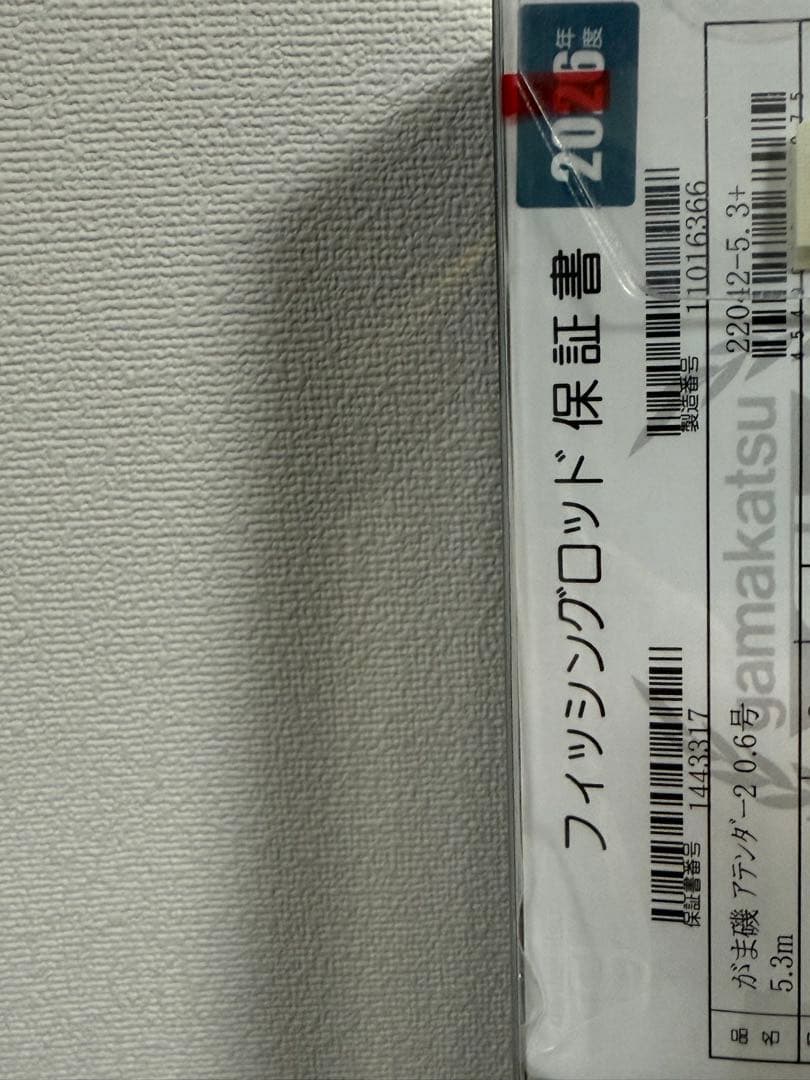 2026年度
フィッシングロッド 保証書
保証書番号 1443317
製造番号 11016366
品名 がま磯 アテンダー2 0.6号 22042-5.3+
5.3m
gamakatsu